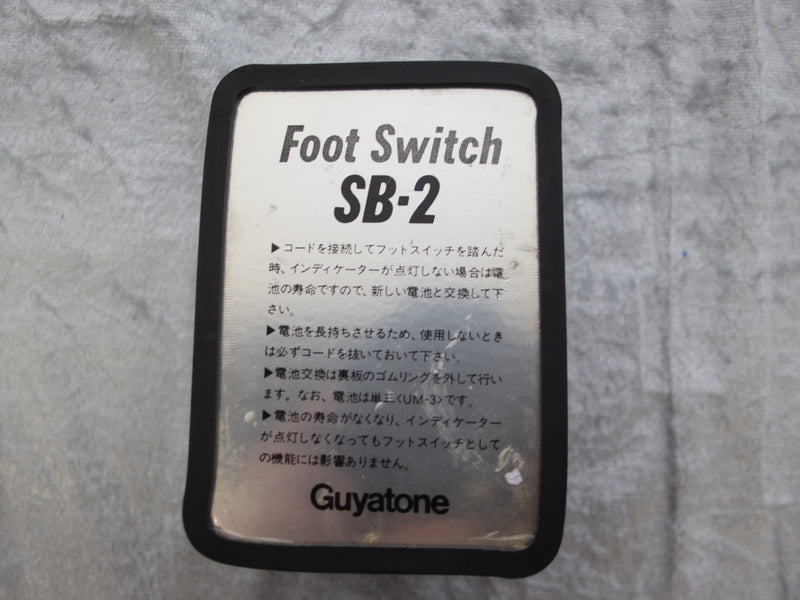 Foot Switch
SB-2
▶コードを接続してフットスイッチを踏んだ
時、インディケーターが点灯しない場合は電
池の寿命ですので、新しい電池と交換して下
さい。
▶電池を長持ちさせるため、使用しないとき
は必ずコードを抜いておいて下さい。
▶電池交換は裏板のゴムリングを外して行い
ます。なお、電池は単三〈UM-3〉です。
▶電池の寿命がなくなり、インディケーター
が点灯しなくなってもフットスイッチとして
の機能には影響ありません。
Guyatone